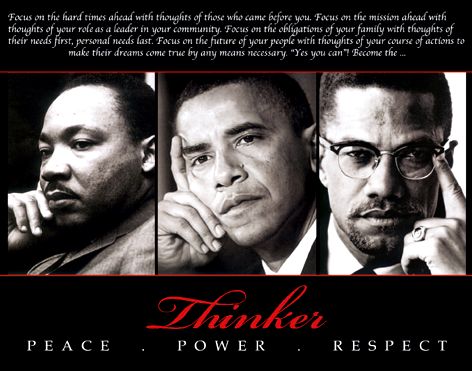 Focus on the hard times ahead with thoughts of those who came before you. Focus on the mission ahead with
thoughts of your role as a leader in your community. Focus on the obligations of your family with thoughts of
their needs first, personal needs last. Focus on the future of your people with thoughts of your course of actions to
make their dreams come true by any means necessary. "Yes you can"! Become the ...
Thinker
PEACE . POWER . RESPECT